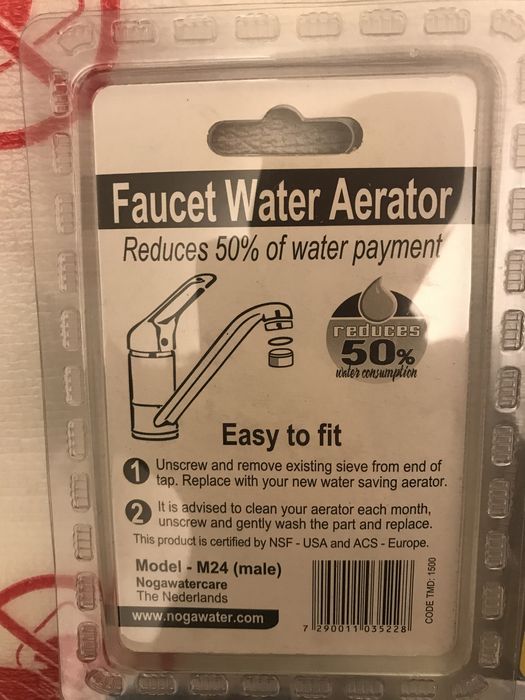 Faucet Water Aerator
Reduces 50% of water payment
reduces
50%
water consumption
Easy to fit
1 Unscrew and remove existing sieve from end of
tap. Replace with your new water saving aerator.
2 It is advised to clean your aerator each month,
unscrew and gently wash the part and replace.
This product is certified by NSF - USA and ACS - Europe.
Model - M24 (male)
Nogawatercare
The Nederlands
www.nogawater.com
7 290011 035228
CODE TMD: 1500